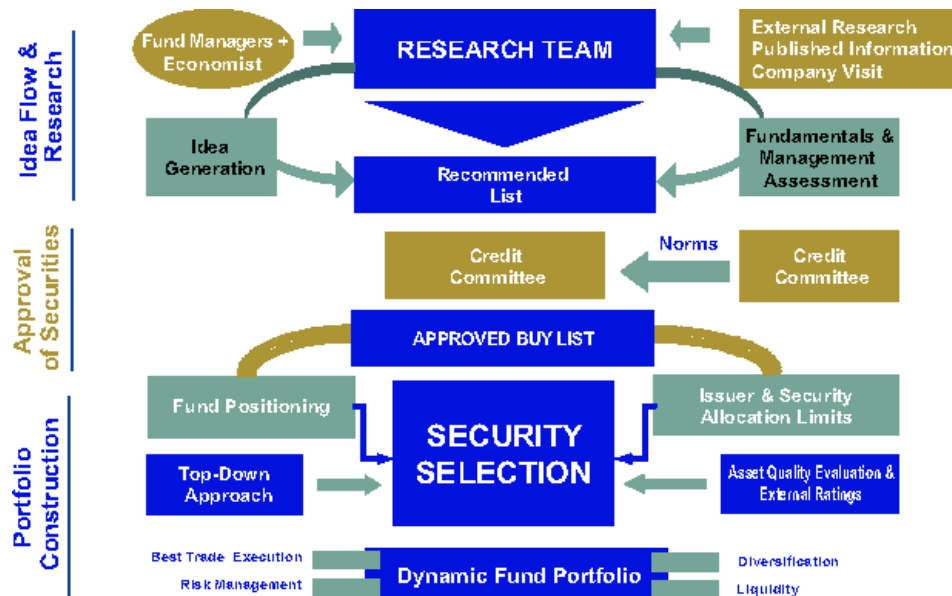 Idea Flow &
Research
Fund Managers +
Economist
RESEARCH TEAM
External Research
Published Information
Company Visit
Idea
Generation
Recommended
List
Fundamentals &
Management
Assessment
Approval
of Securities
Credit
Committee
Norms
Credit
Committee
APPROVED BUY LIST
Portfolio
Construction
Fund Positioning
SECURITY
SELECTION
Issuer & Security
Allocation Limits
Top-Down
Approach
Asset Quality Evaluation &
External Ratings
Best Trade Execution
Risk Management
Dynamic Fund Portfolio
Diversification
Liquidity